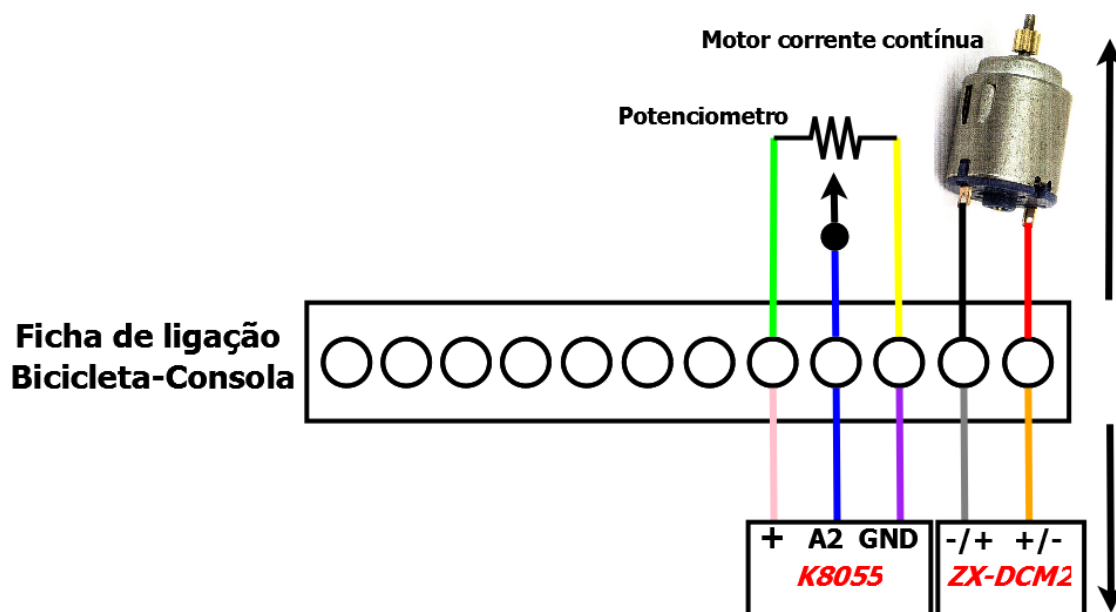 Motor corrente contínua
Potenciometro
Ficha de ligação
Bicicleta-Consola
+ A2 GND
K8055
-/+ +/-
ZX-DCM2